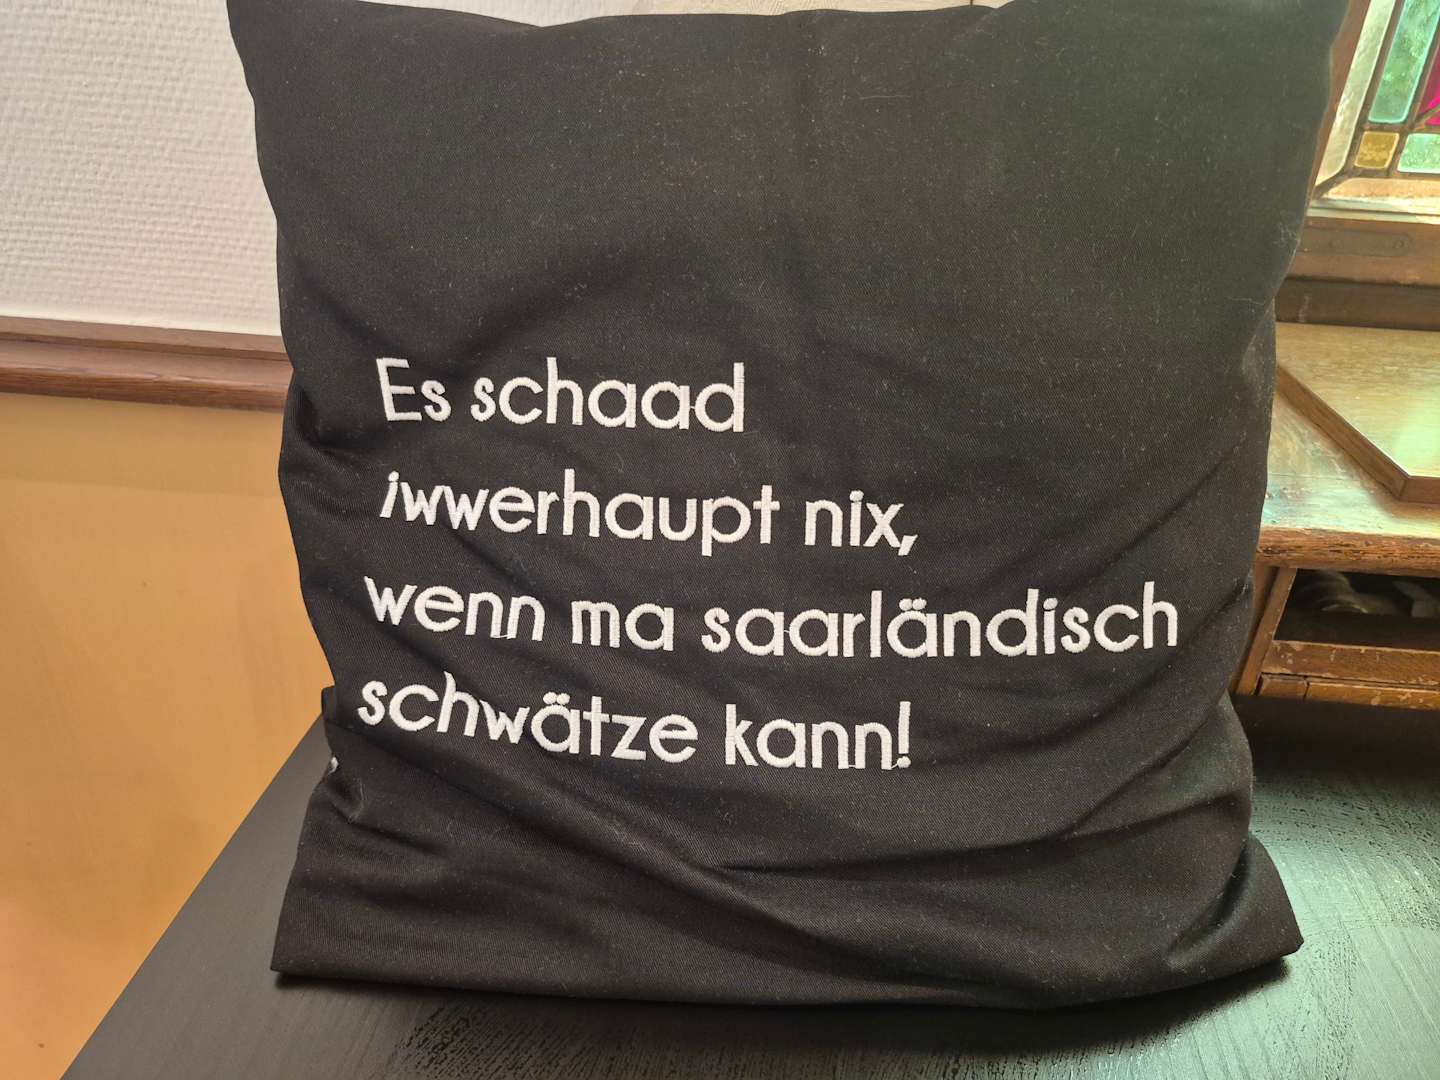 Es schaad
iwwerhaupt nix,
wenn ma saarländisch
schwätze kann!